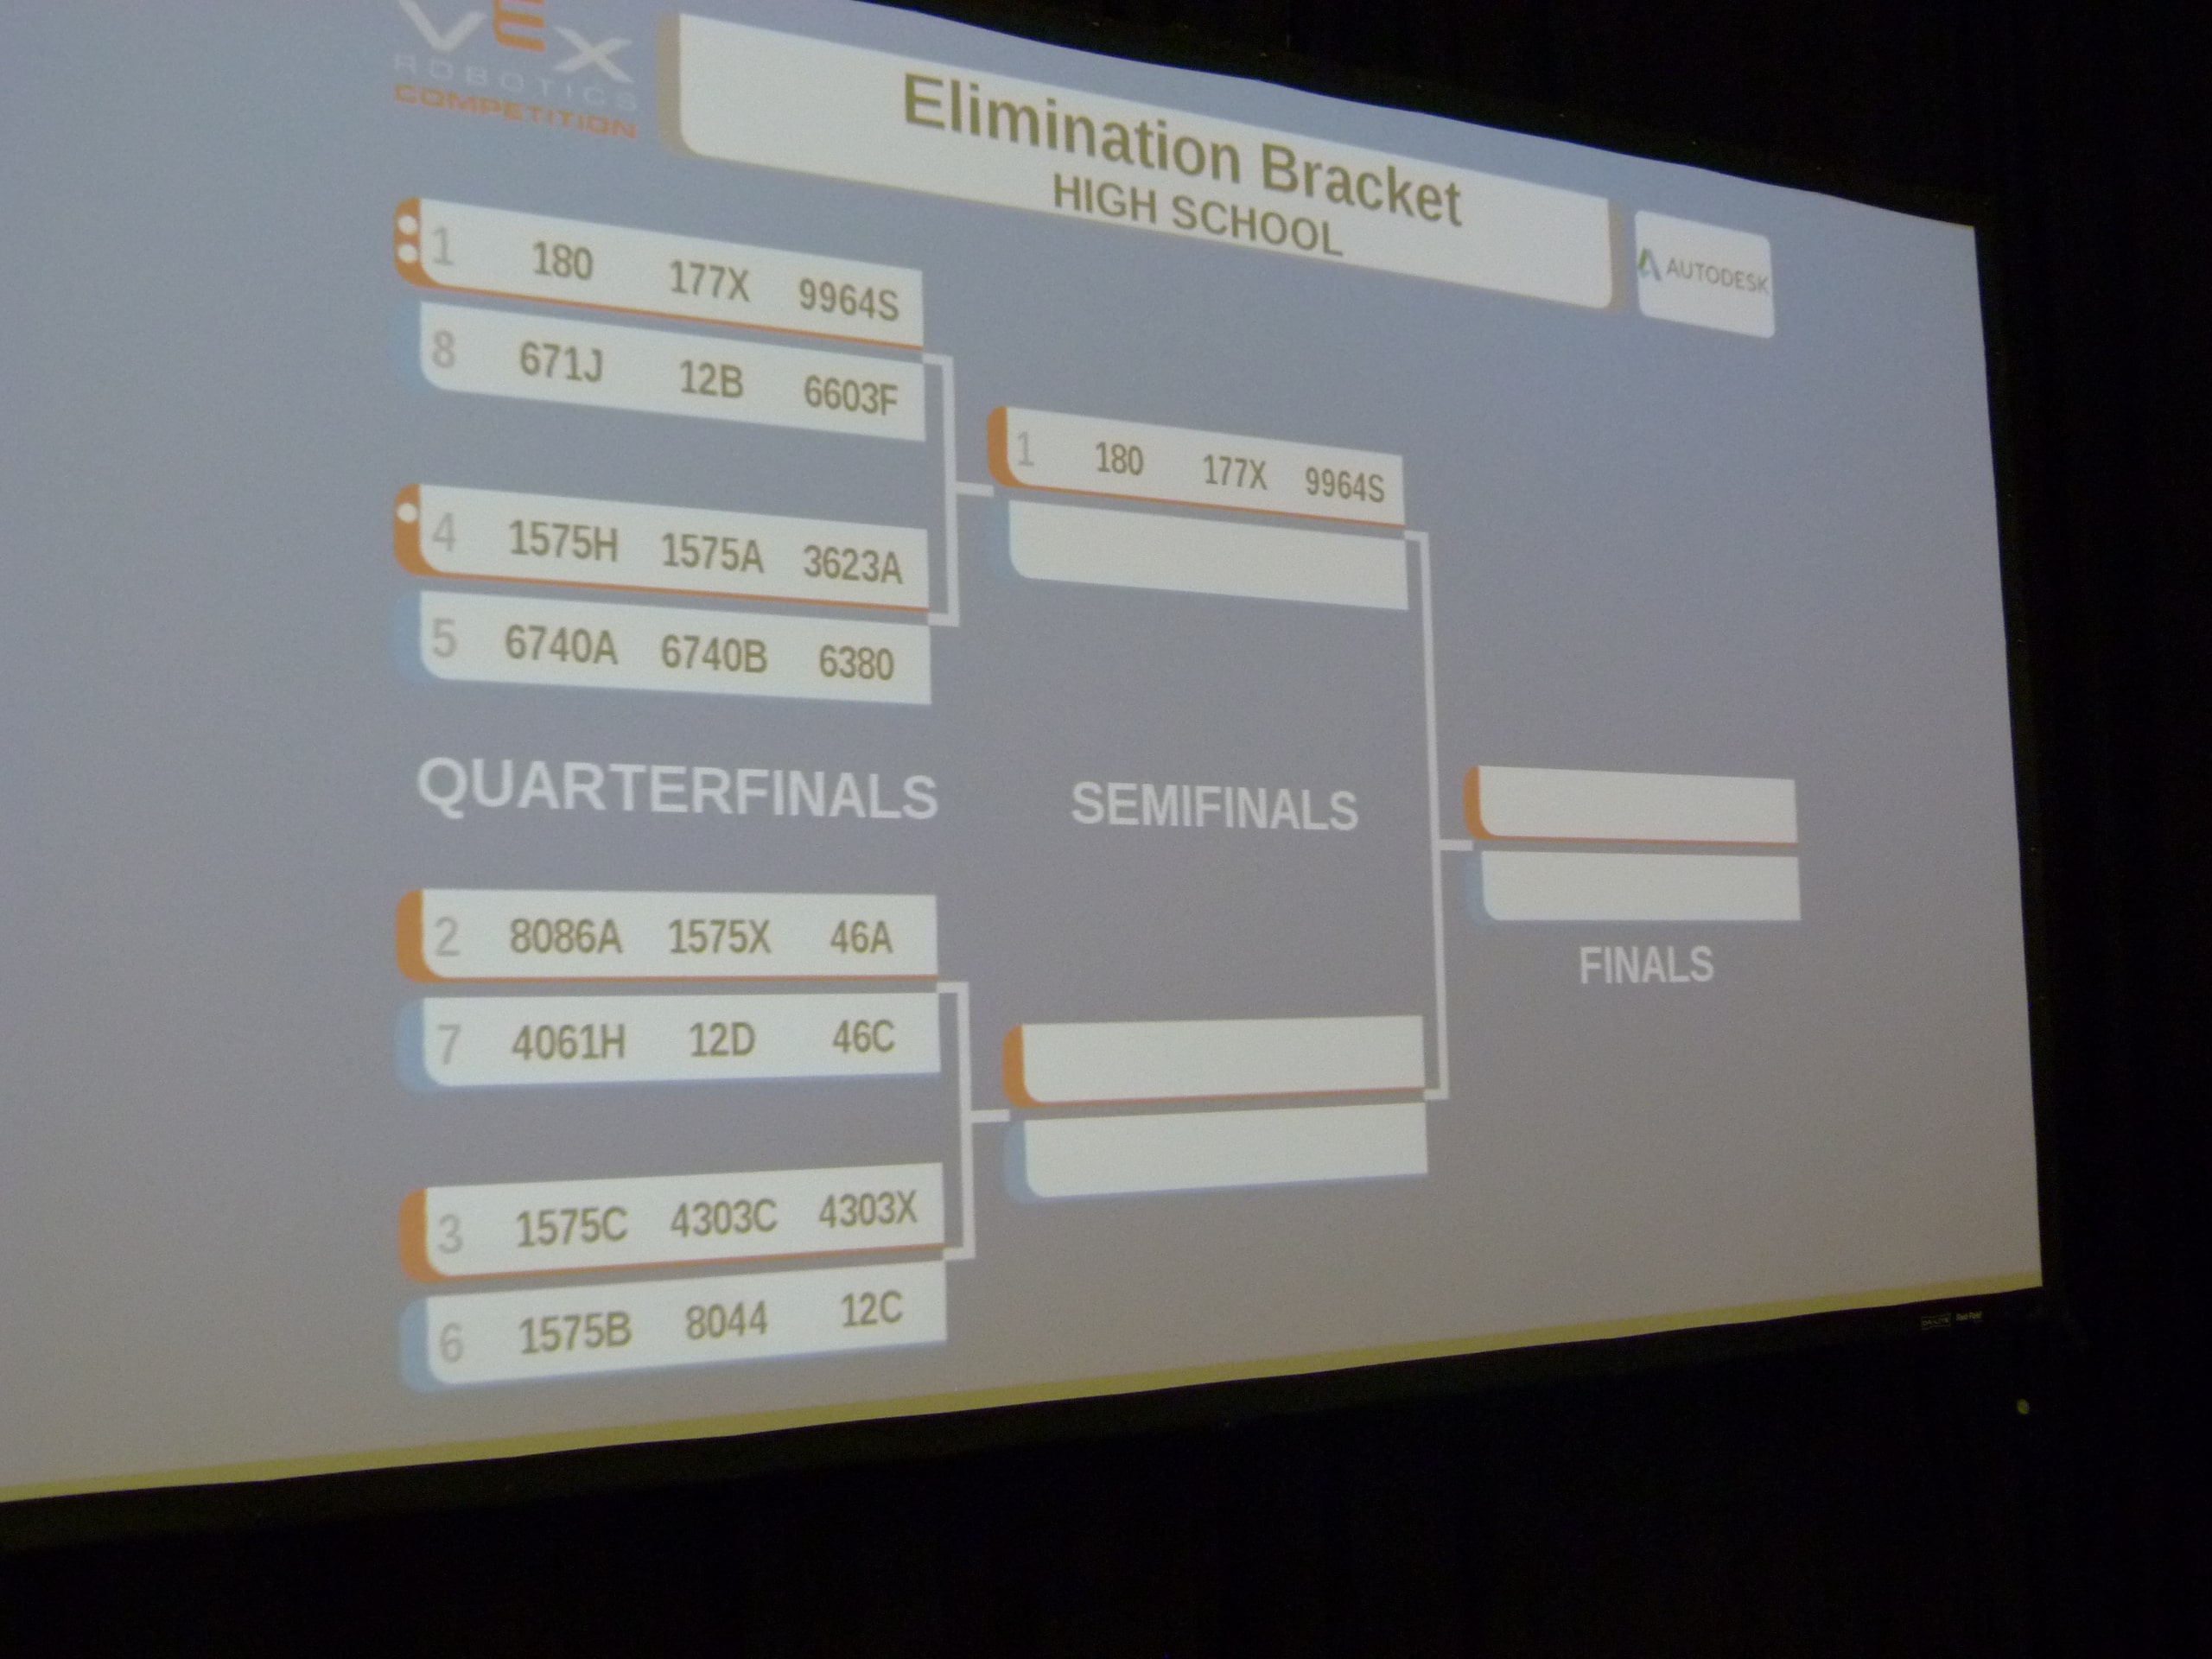 VEX
ROBOTICS
COMPETITION
Elimination Bracket
HIGH SCHOOL
AUTODESK
1 180 177X 9964S
8 671J 12B 6603F
4 1575H 1575A 3623A
5 6740A 6740B 6380
1 180 177X 9964S
QUARTERFINALS
SEMIFINALS
FINALS
2 8086A 1575X 46A
7 4061H 12D 46C
3 1575C 4303C 4303X
6 1575B 8044 12C